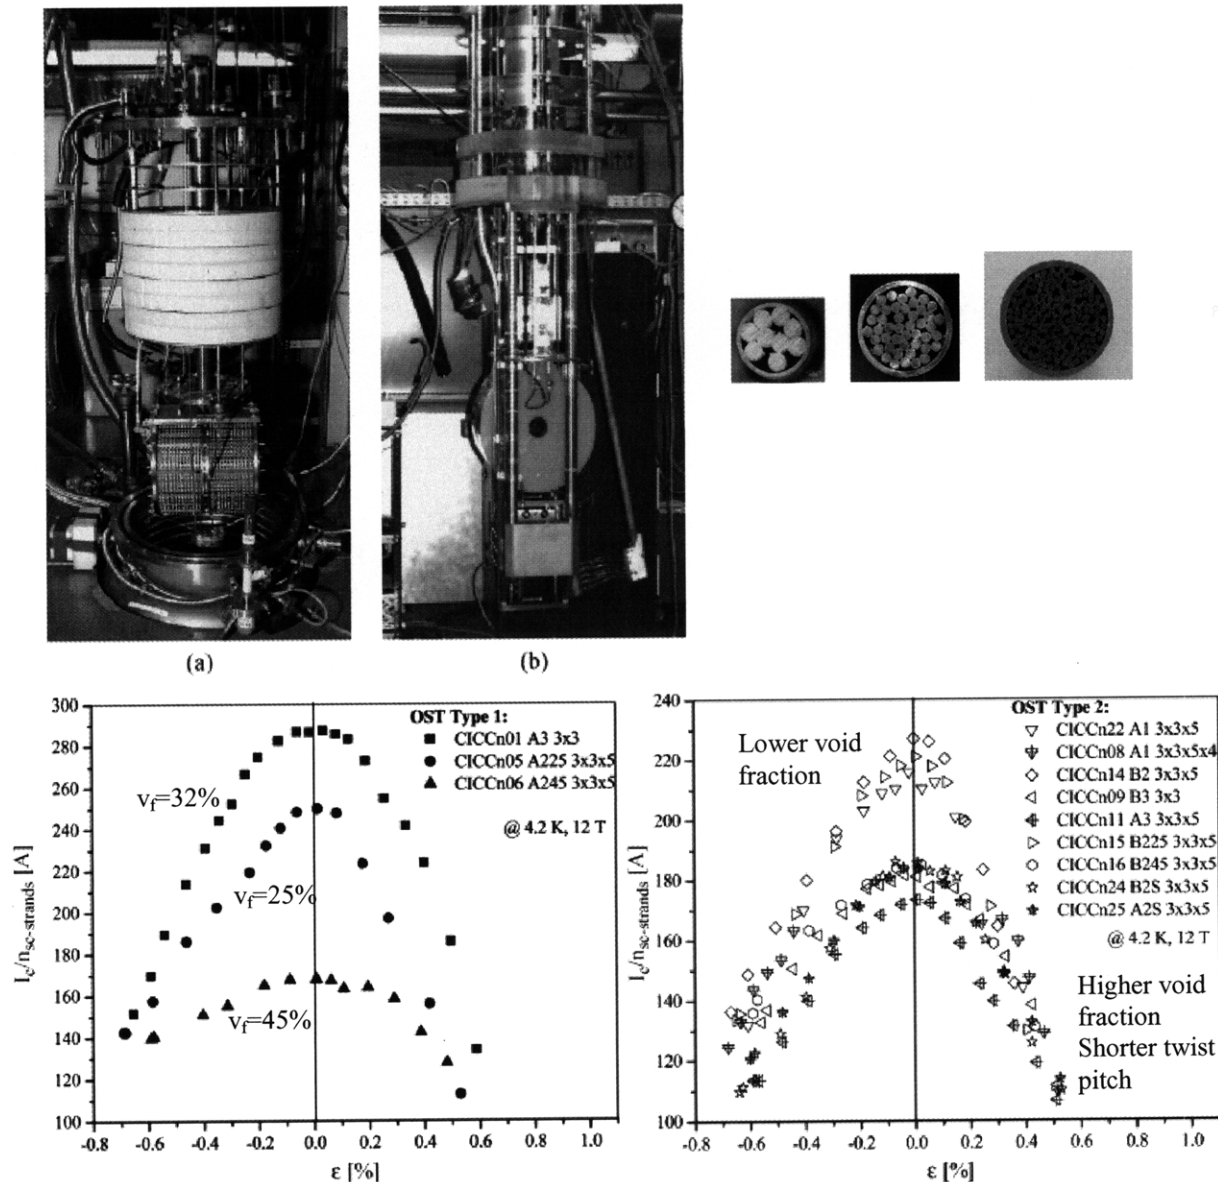 (a)
(b)
300
280
260
240
220
200
180
160
140
120
100
-0.8
-0.6
-0.4
-0.2
0.0
0.2
0.4
0.6
0.8
1.0
ε [%]
I_c/n_sc-strands [A]
OST Type 1:
CICCn01 A3 3x3
CICCn05 A225 3x3x5
CICCn06 A245 3x3x5
@ 4.2 K, 12 T
v_f=32%
v_f=25%
v_f=45%
240
220
200
180
160
140
120
100
-0.8
-0.6
-0.4
-0.2
0.0
0.2
0.4
0.6
0.8
1.0
ε [%]
I_c/n_sc-strands [A]
OST Type 2:
CICCn22 A1 3x3x5
CICCn08 A1 3x3x5x4
CICCn14 B2 3x3x5
CICCn09 B3 3x3
CICCn11 A3 3x3x5
CICCn15 B225 3x3x5
CICCn16 B245 3x3x5
CICCn24 B2S 3x3x5
CICCn25 A2S 3x3x5
@ 4.2 K, 12 T
Lower void
fraction
Higher void
fraction
Shorter twist
pitch